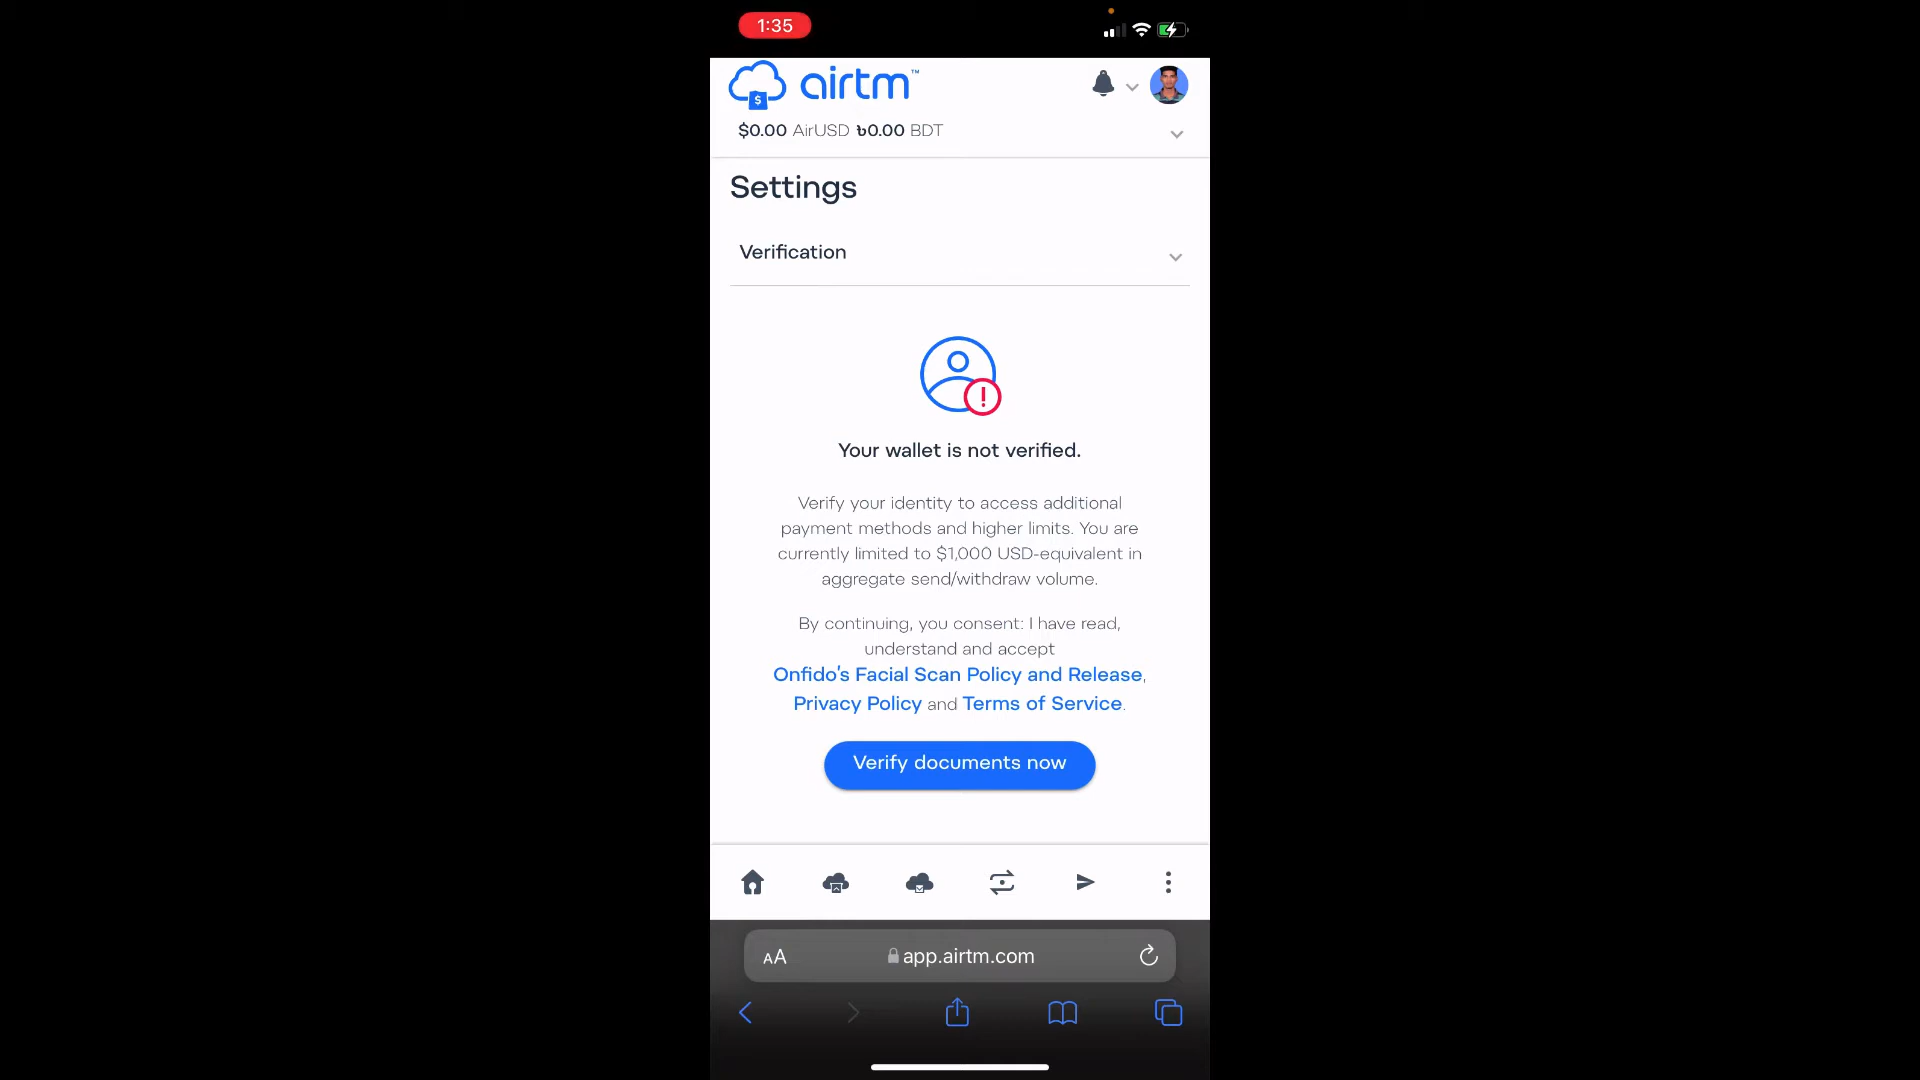 1:35
airtm™
$0.00 AirUSD ৳0.00 BDT
Settings
Verification
Your wallet is not verified.
Verify your identity to access additional
payment methods and higher limits. You are
currently limited to $1,000 USD-equivalent in
aggregate send/withdraw volume.
By continuing, you consent: I have read,
understand and accept
Onfido's Facial Scan Policy and Release,
Privacy Policy and Terms of Service.
Verify documents now
AA app.airtm.com